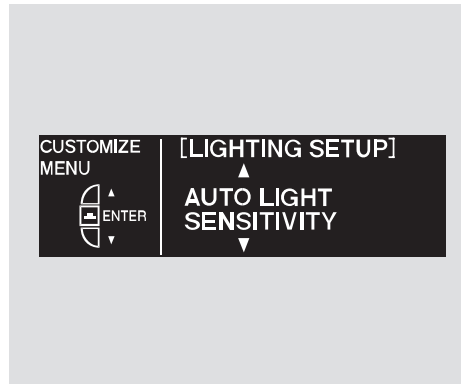 CUSTOMIZE
MENU
ENTER
[LIGHTING SETUP]
AUTO LIGHT
SENSITIVITY